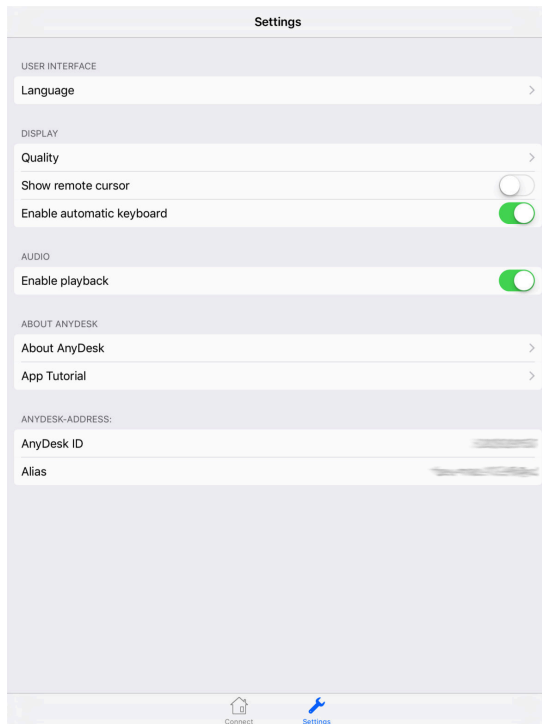 Settings
USER INTERFACE
Language
DISPLAY
Quality
Show remote cursor
Enable automatic keyboard
AUDIO
Enable playback
ABOUT ANYDESK
About AnyDesk
App Tutorial
ANYDESK-ADDRESS:
AnyDesk ID
Alias
Connect Settings